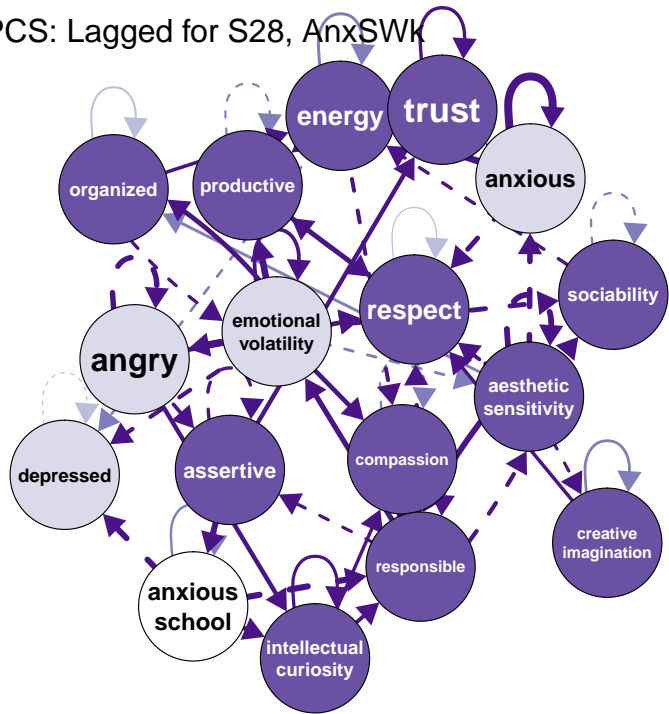 PCS: Lagged for S28, AnxSWk
energy
trust
organized
productive
anxious
sociability
respect
emotional
volatility
angry
aesthetic
sensitivity
depressed
assertive
compassion
creative
imagination
responsible
anxious
school
intellectual
curiosity